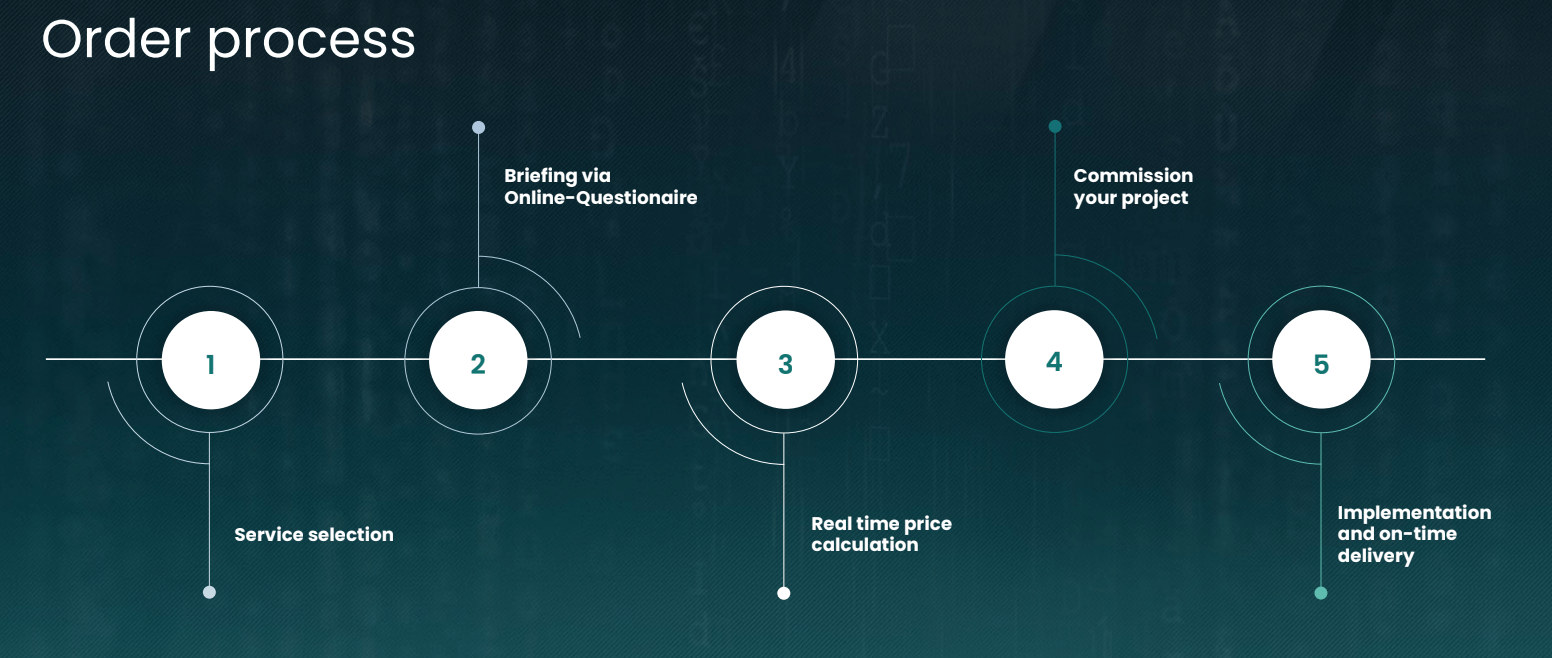 Order process
1
Service selection
2
Briefing via
Online-Questionaire
3
Real time price
calculation
4
Commission
your project
5
Implementation
and on-time
delivery